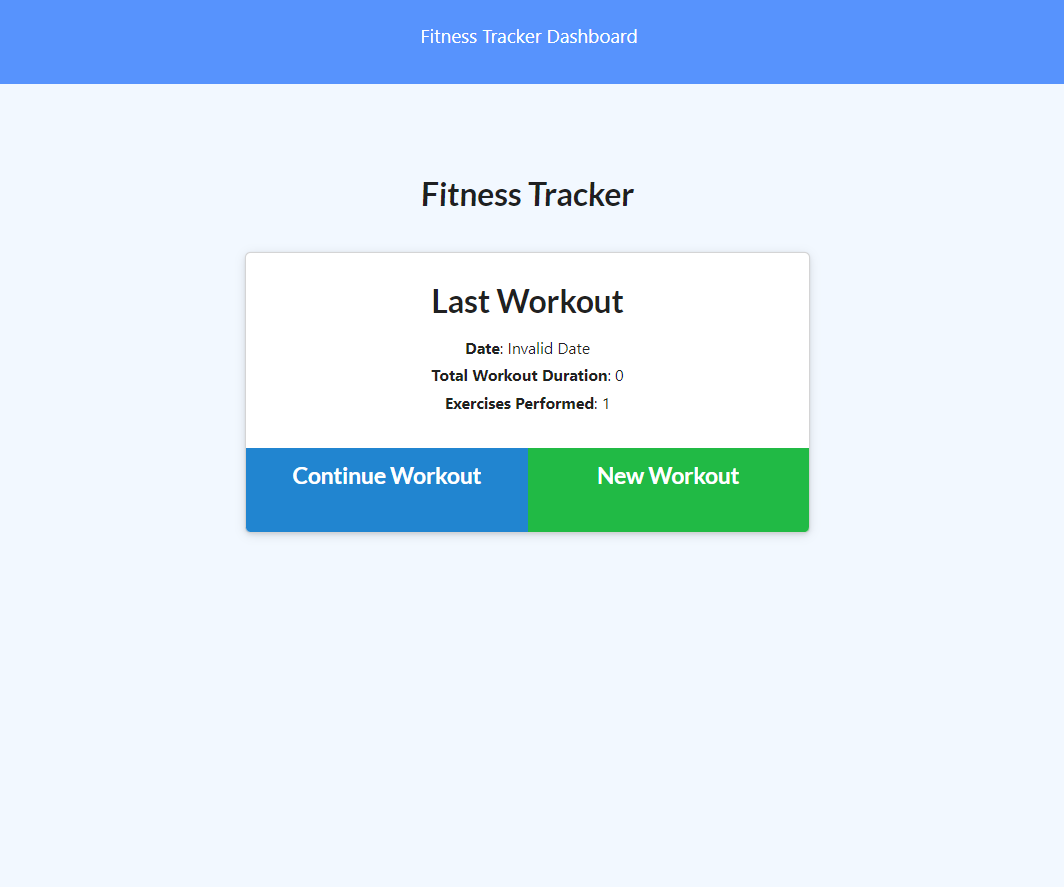 Fitness Tracker Dashboard
Fitness Tracker
Last Workout
Date: Invalid Date
Total Workout Duration: 0
Exercises Performed: 1
Continue Workout New Workout